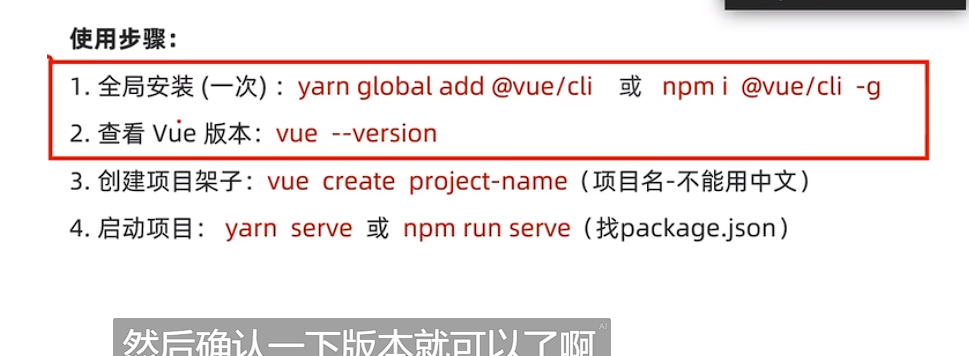 使用步骤：
1. 全局安装 (一次) ：yarn global add @vue/cli 或 npm i @vue/cli -g
2. 查看 Vue 版本：vue --version
3. 创建项目架子：vue create project-name（项目名-不能用中文）
4. 启动项目： yarn serve 或 npm run serve（找package.json）
然后确认一下版本就可以了啊
AI